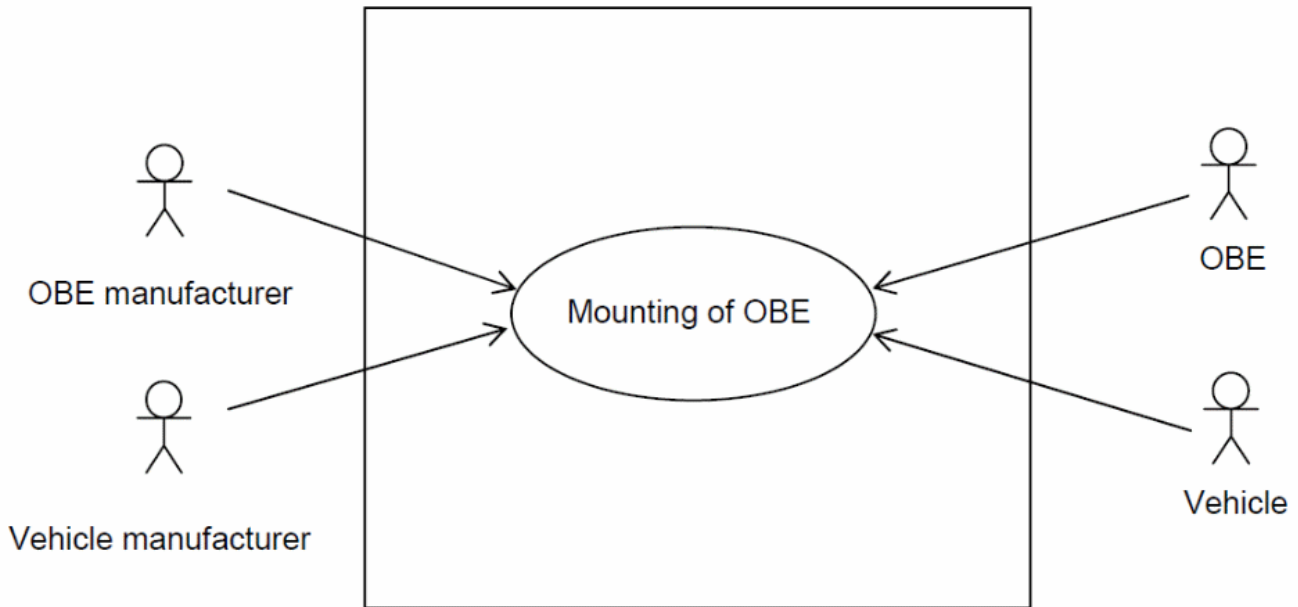 OBE manufacturer
Vehicle manufacturer
Mounting of OBE
OBE
Vehicle